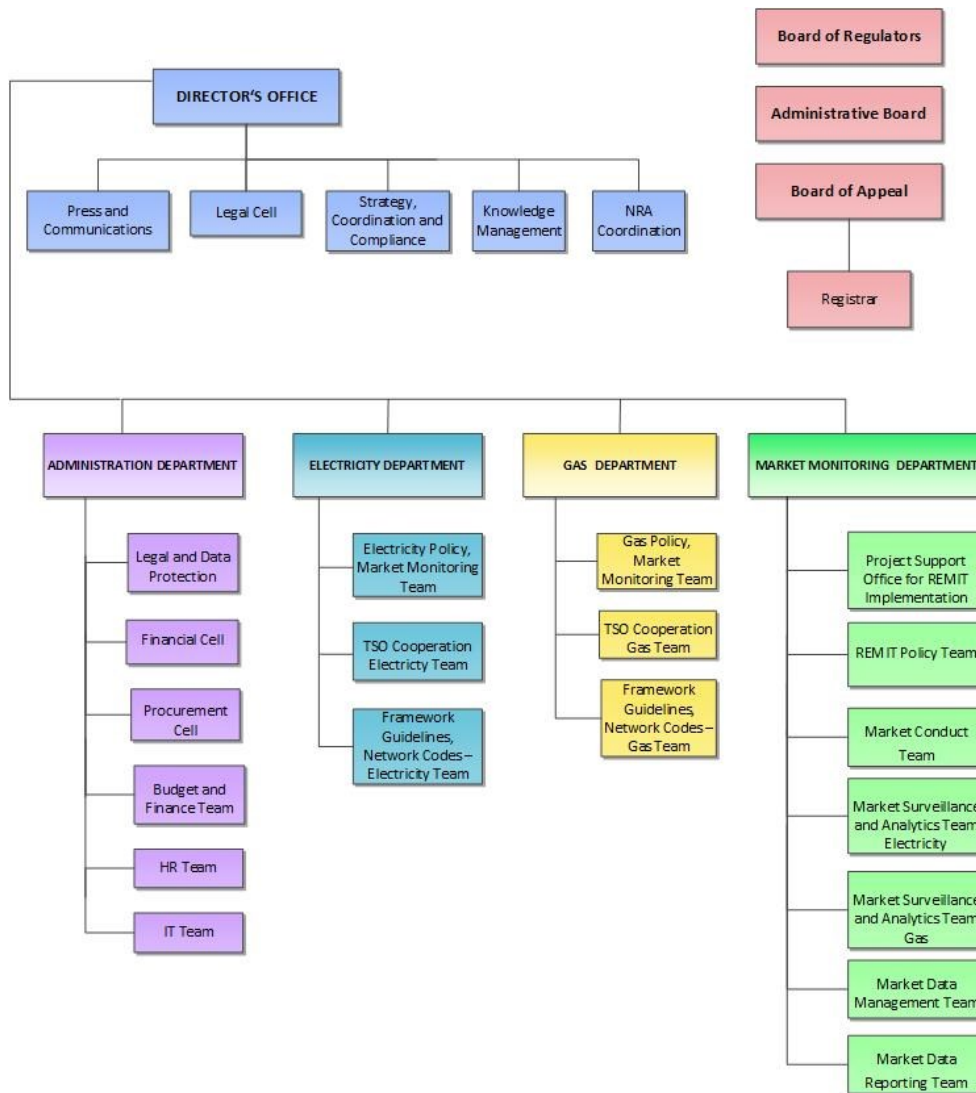 Board of Regulators
DIRECTOR'S OFFICE
Administrative Board
Board of Appeal
Press and
Communications
Legal Cell
Strategy,
Coordination and
Compliance
Knowledge
Management
NRA
Coordination
Registrar
ADMINISTRATION DEPARTMENT
ELECTRICITY DEPARTMENT
GAS DEPARTMENT
MARKET MONITORING DEPARTMENT
Legal and Data
Protection
Financial Cell
Procurement
Cell
Budget and
Finance Team
HR Team
IT Team
Electricity Policy,
Market Monitoring
Team
TSO Cooperation
Electricty Team
Framework
Guidelines,
Network Codes –
Electricity Team
Gas Policy,
Market
Monitoring Team
TSO Cooperation
Gas Team
Framework
Guidelines,
Network Codes –
Gas Team
Project Support
Office for REMIT
Implementation
REMIT Policy Team
Market Conduct
Team
Market Surveillance
and Analytics Team
Electricity
Market Surveillance
and Analytics Team
Gas
Market Data
Management Team
Market Data
Reporting Team